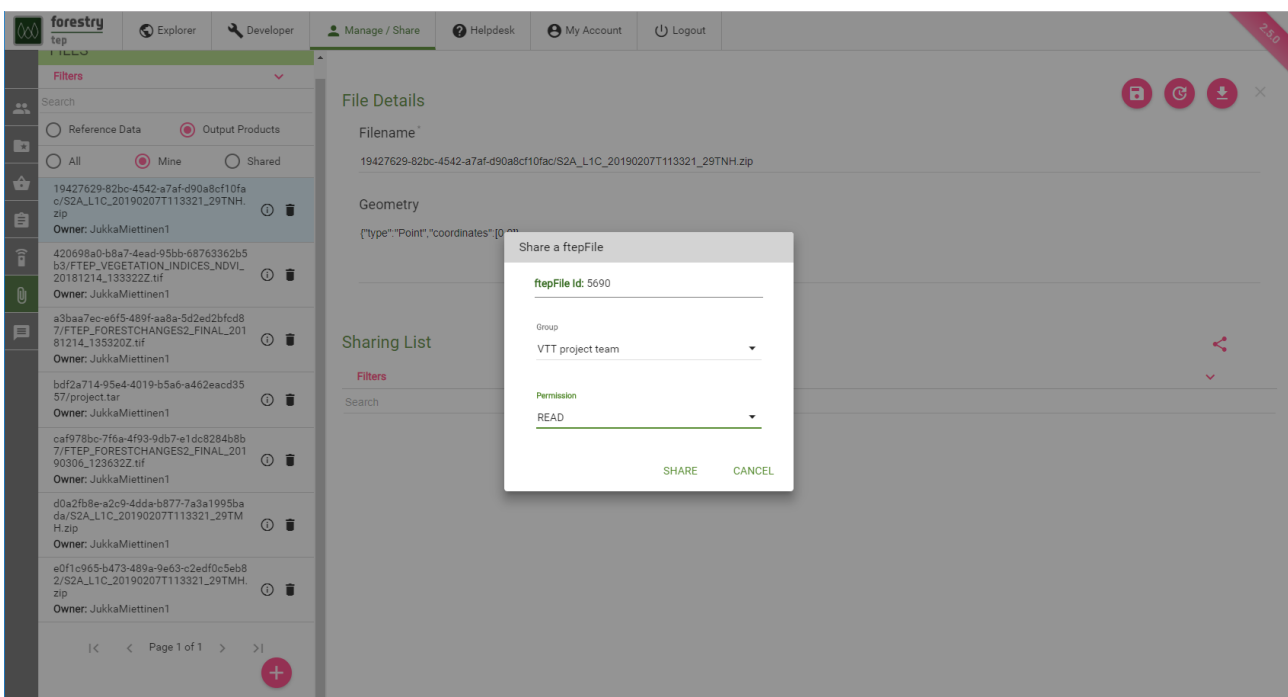 forestry
tep
Explorer
Developer
Manage / Share
Helpdesk
My Account
Logout
2.5.0
FILES
Filters
Search
Reference Data
Output Products
All
Mine
Shared
19427629-82bc-4542-a7af-d90a8cf10fa
c/S2A_L1C_20190207T113321_29TNH.
zip
Owner: JukkaMiettinen1
420698a0-b8a7-4ead-95bb-68763362b5
b3/FTEP_VEGETATION_INDICES_NDVI_
20181214_133322Z.tif
Owner: JukkaMiettinen1
a3baa7ec-e6f5-489f-aa8a-5d2ed2bfcd8
7/FTEP_FORESTCHANGES2_FINAL_201
81214_135320Z.tif
Owner: JukkaMiettinen1
bdf2a714-95e4-4019-b5a6-a462eacd35
57/project.tar
Owner: JukkaMiettinen1
caf978bc-7f6a-4f93-9db7-e1dc8284b8b
7/FTEP_FORESTCHANGES2_FINAL_201
90306_123632Z.tif
Owner: JukkaMiettinen1
d0a2fb8e-a2c9-4dda-b877-7a3a1995ba
da/S2A_L1C_20190207T113321_29TM
H.zip
Owner: JukkaMiettinen1
e0f1c965-b473-489a-9e63-c2edf0c5eb8
2/S2A_L1C_20190207T113321_29TMH.
zip
Owner: JukkaMiettinen1
Page 1 of 1
File Details
Filename *
19427629-82bc-4542-a7af-d90a8cf10fac/S2A_L1C_20190207T113321_29TNH.zip
Geometry
{"type":"Point","coordinates":[0,0]}
Sharing List
Filters
Search
Share a ftepFile
ftepFile Id: 5690
Group
VTT project team
Permission
READ
SHARE
CANCEL